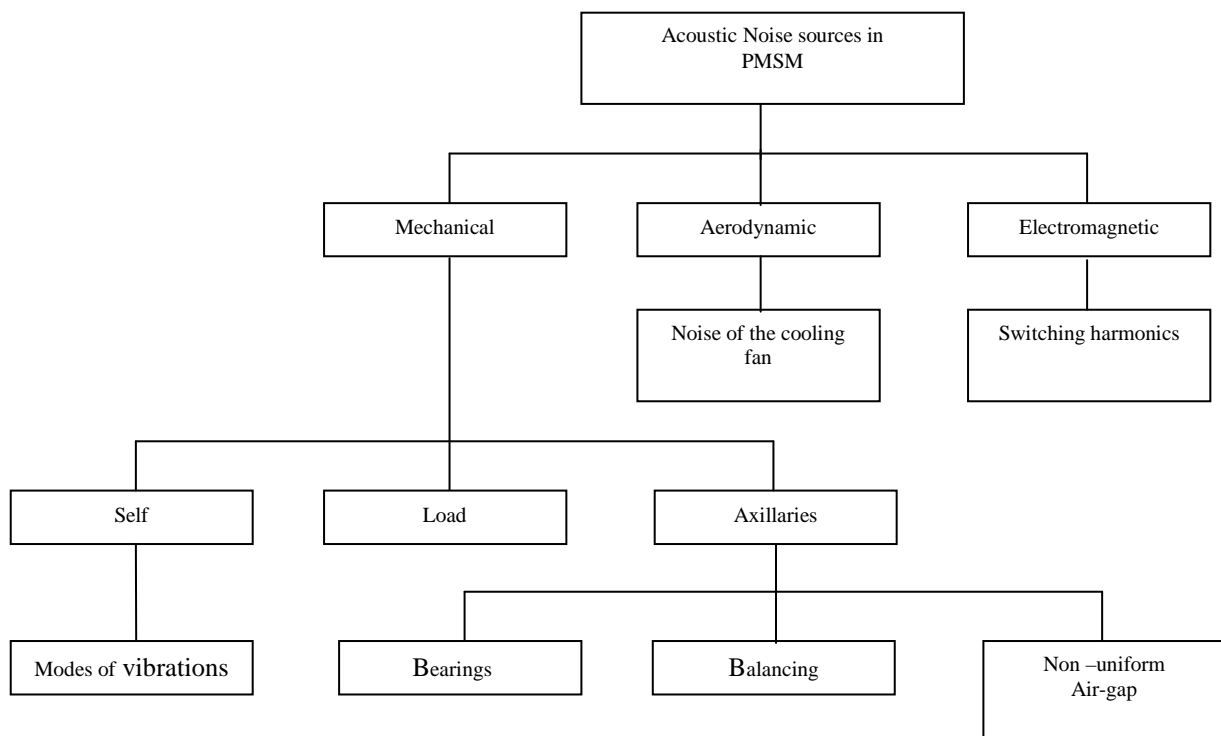 Acoustic Noise sources in
PMSM
Mechanical
Aerodynamic
Electromagnetic
Noise of the cooling
fan
Switching harmonics
Self
Load
Axillaries
Modes of vibrations
Bearings
Balancing
Non –uniform
Air-gap